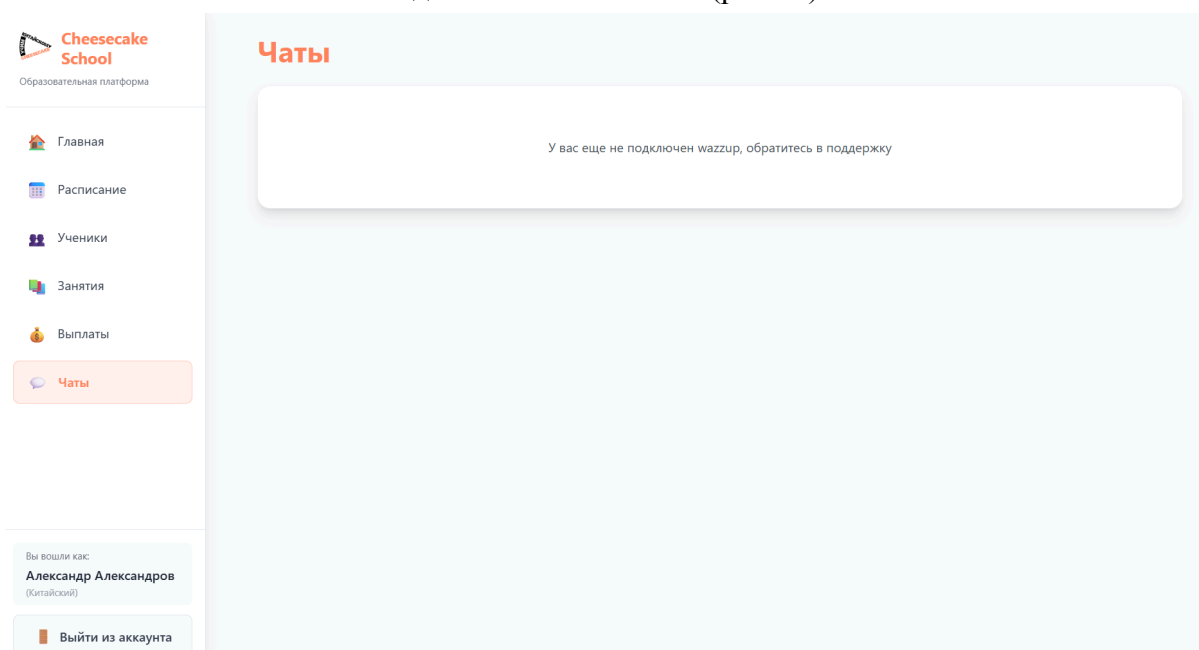 Cheesecake
School
Образовательная платформа
Главная
Расписание
Ученики
Занятия
Выплаты
Чаты
Вы вошли как:
Александр Александров
(Китайский)
Выйти из аккаунта
Чаты
У вас еще не подключен wazzup, обратитесь в поддержку